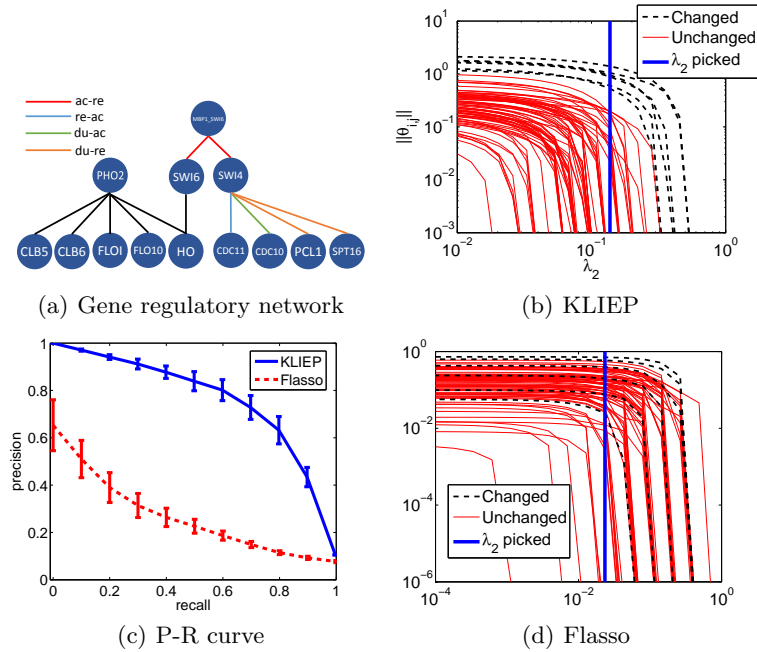 ac-re
re-ac
du-ac
du-re
MBP1_SWI6
PHO2
SWI6
SWI4
CLB5
CLB6
FLOI
FLO10
HO
CDC11
CDC10
PCL1
SPT16
(a) Gene regulatory network
Changed
Unchanged
λ2 picked
10^1
10^0
10^-1
10^-2
10^-3
||θi,j||
10^-2
10^-1
10^0
λ2
(b) KLIEP
1
0.8
0.6
0.4
0.2
0
precision
KLIEP
Flasso
0
0.2
0.4
0.6
0.8
1
recall
(c) P-R curve
10^0
10^-2
10^-4
10^-6
Changed
Unchanged
λ2 picked
10^-4
10^-2
10^0
(d) Flasso